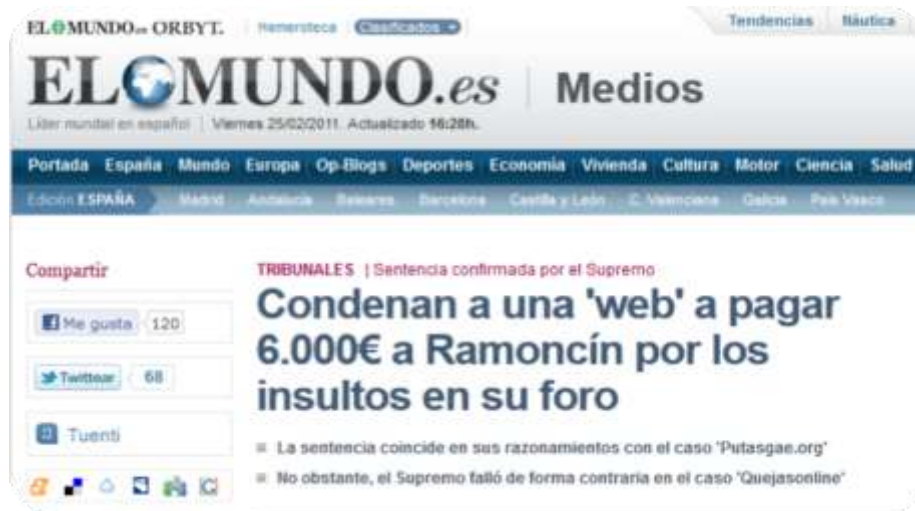 EL MUNDO.es ORBYT.
Hemeroteca Clasificados
Tendencias Náutica
EL MUNDO.es Medios
Líder mundial en español Viernes 25/02/2011. Actualizado 16:28h.
Portada España Mundo Europa Op-Blogs Deportes Economía Vivienda Cultura Motor Ciencia Salud
Edición ESPAÑA Madrid Andalucía Baleares Barcelona Castilla y León C. Valenciana Galicia País Vasco
Compartir
Me gusta 120
Twittear 68
Tuenti
TRIBUNALES | Sentencia confirmada por el Supremo
Condenan a una 'web' a pagar
6.000€ a Ramoncín por los
insultos en su foro
La sentencia coincide en sus razonamientos con el caso 'Putasgae.org'
No obstante, el Supremo falló de forma contraria en el caso 'Quejasonline'